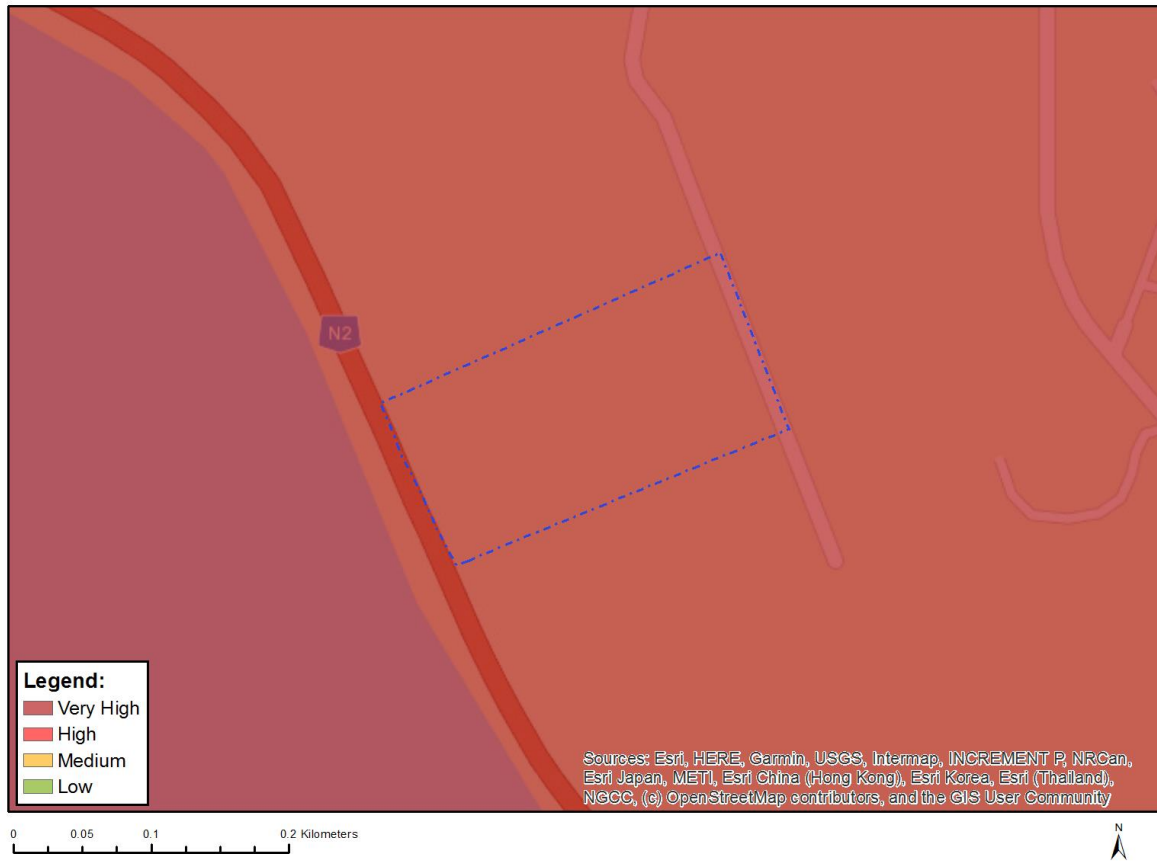 N2
Legend:
Very High
High
Medium
Low
Sources: Esri, HERE, Garmin, USGS, Intermap, INCREMENT P, NRCan,
Esri Japan, METI, Esri China (Hong Kong), Esri Korea, Esri (Thailand),
NGCC, (c) OpenStreetMap contributors, and the GIS User Community
0 0.05 0.1 0.2 Kilometers
N